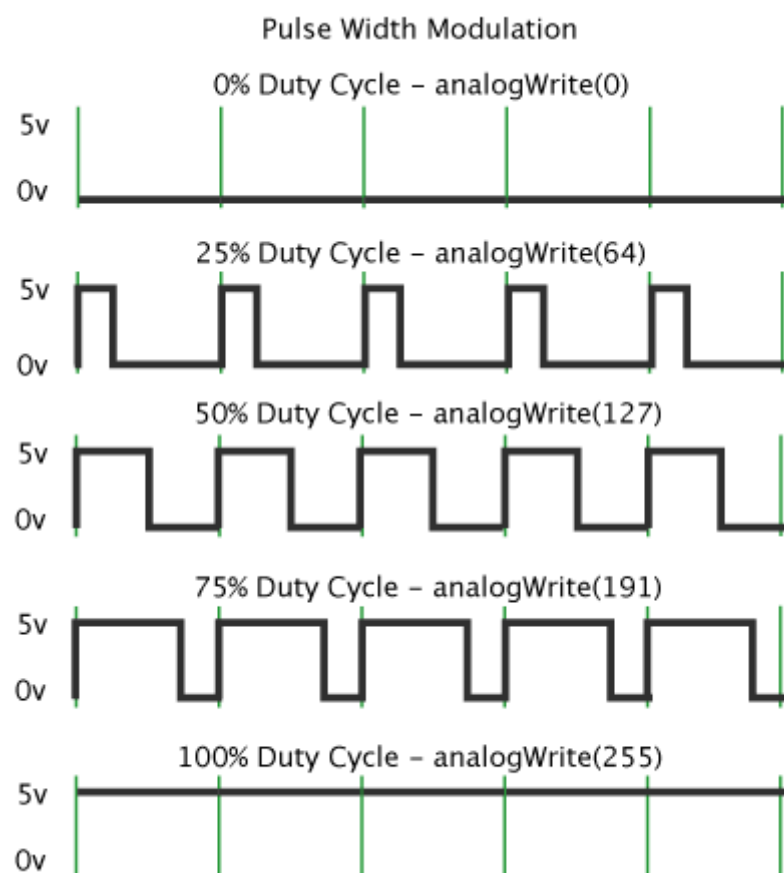 Pulse Width Modulation
0% Duty Cycle – analogWrite(0)
5v
0v
25% Duty Cycle – analogWrite(64)
5v
0v
50% Duty Cycle – analogWrite(127)
5v
0v
75% Duty Cycle – analogWrite(191)
5v
0v
100% Duty Cycle – analogWrite(255)
5v
0v